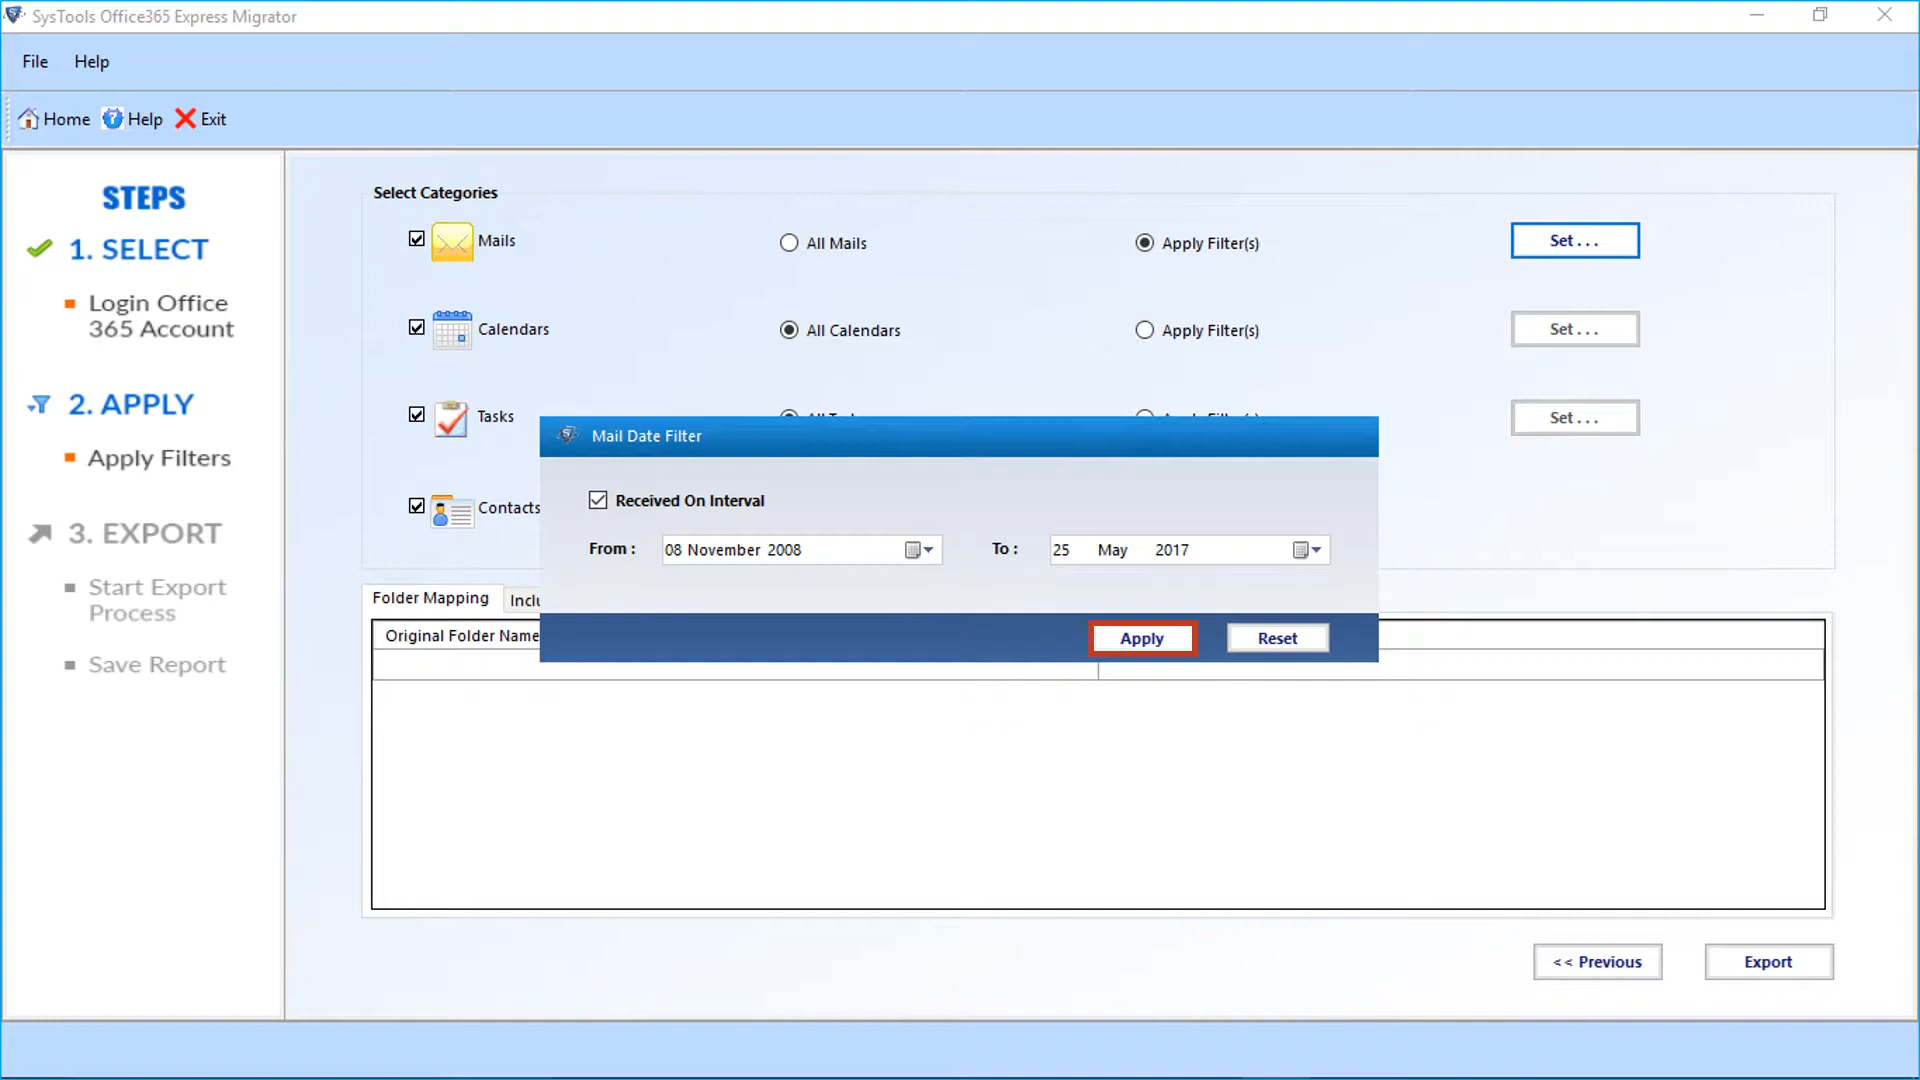 SysTools Office365 Express Migrator
File Help
Home Help Exit
STEPS
1. SELECT
Login Office
365 Account
2. APPLY
Apply Filters
3. EXPORT
Start Export
Process
Save Report
Select Categories
Mails All Mails Apply Filter(s) Set . . .
Calendars All Calendars Apply Filter(s) Set . . .
Tasks Set . . .
Contacts
Mail Date Filter
Received On Interval
From : 08 November 2008 To : 25 May 2017
Apply Reset
Folder Mapping
Original Folder Name
<< Previous Export